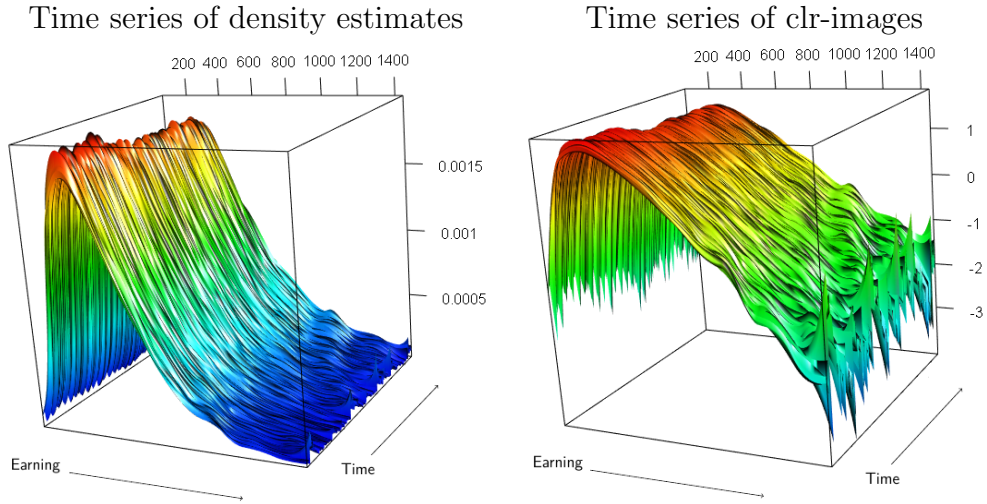 Time series of density estimates
200 400 600 800 1000 1200 1400
0.0015
0.001
0.0005
Earning
Time
Time series of clr-images
200 400 600 800 1000 1200 1400
1
0
-1
-2
-3
Earning
Time